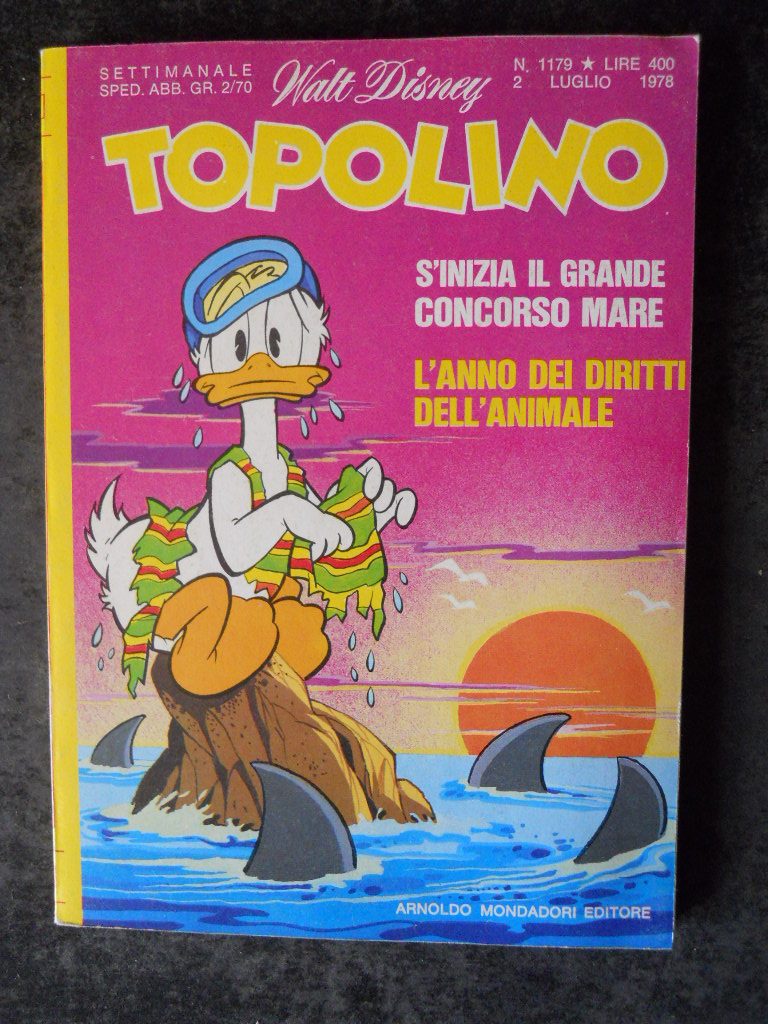 SETTIMANALE
SPED. ABB. GR. 2/70
Walt Disney
N. 1179 ★ LIRE 400
2 LUGLIO 1978
TOPOLINO
S'INIZIA IL GRANDE
CONCORSO MARE
L'ANNO DEI DIRITTI
DELL'ANIMALE
ARNOLDO MONDADORI EDITORE